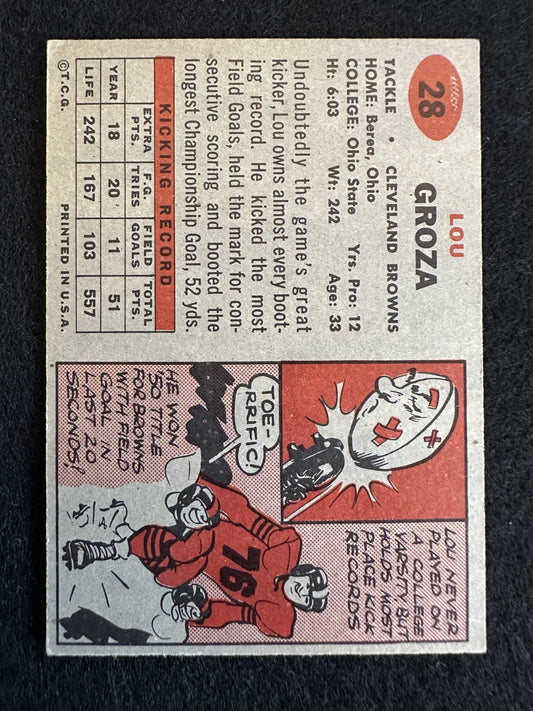 28
LOU
GROZA
TACKLE • CLEVELAND BROWNS
HOME: Berea, Ohio
COLLEGE: Ohio State Yrs. Pro: 12
Ht: 6:03 Wt: 242 Age: 33
Undoubtedly the game's great
kicker, Lou owns almost every boot-
ing record. He kicked the most
Field Goals, held the mark for con-
secutive scoring and booted the
longest Championship Goal, 52 yds.
KICKING RECORD
EXTRA PTS. F.G. TRIES FIELD GOALS TOTAL PTS.
YEAR 18 20 11 51
LIFE 242 167 103 557
©T.C.G. PRINTED IN U.S.A.
LOU NEVER
PLAYED ON
A COLLEGE
VARSITY BUT
HOLDS MOST
PLACE KICK
RECORDS
TOE-
RRIFIC!
76
HE WON
'50 TITLE
FOR BROWNS
WITH FIELD
GOAL IN
LAST 20
SECONDS!